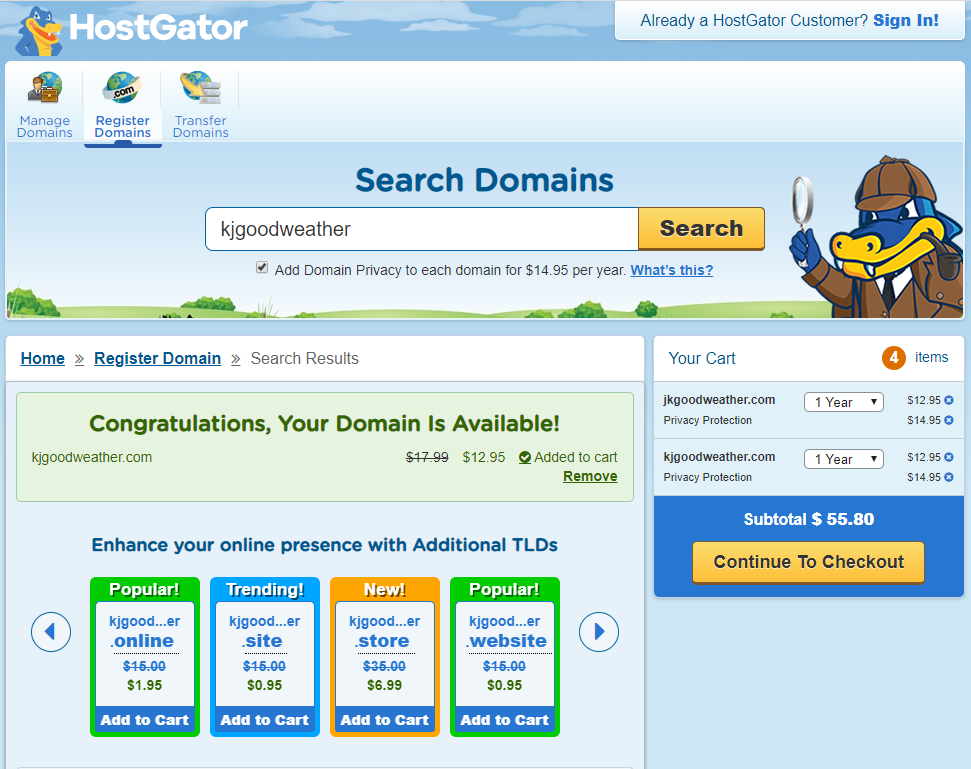 HostGator
Already a HostGator Customer? Sign In!
Manage Domains
.com
Register Domains
Transfer Domains
Search Domains
kjgoodweather
Search
Add Domain Privacy to each domain for $14.95 per year. What's this?
Home » Register Domain » Search Results
Congratulations, Your Domain Is Available!
kjgoodweather.com $17.99 $12.95 Added to cart
Remove
Enhance your online presence with Additional TLDs
Popular!
kjgood...er
.online
$15.00
$1.95
Add to Cart
Trending!
kjgood...er
.site
$15.00
$0.95
Add to Cart
New!
kjgood...er
.store
$35.00
$6.99
Add to Cart
Popular!
kjgood...er
.website
$15.00
$0.95
Add to Cart
Your Cart 4 items
jkgoodweather.com 1 Year $12.95
Privacy Protection $14.95
kjgoodweather.com 1 Year $12.95
Privacy Protection $14.95
Subtotal $ 55.80
Continue To Checkout